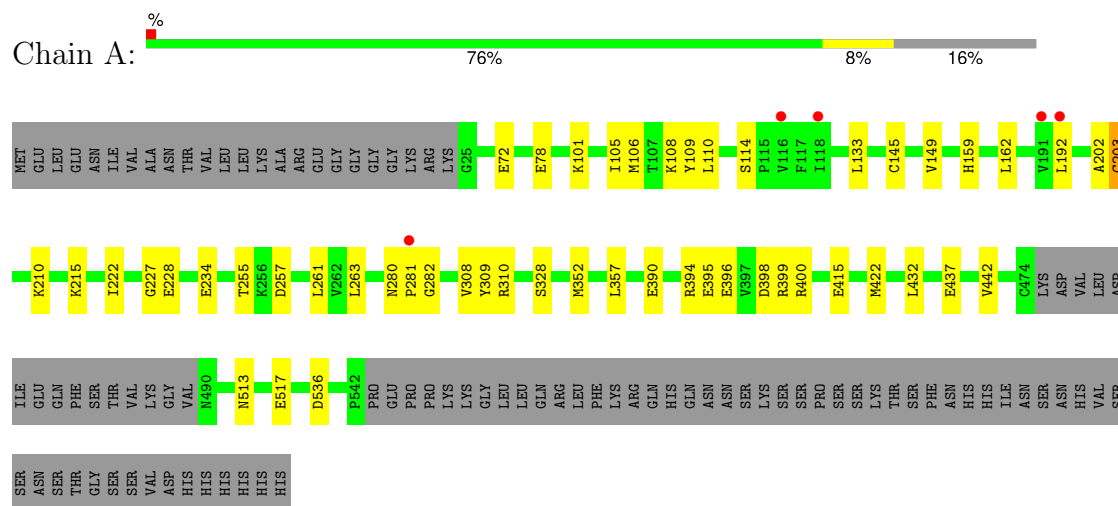 %
Chain A:
76% 8% 16%
MET GLU LEU GLU ASN ILE VAL ALA ASN THR VAL LEU LEU LYS ALA ARG GLU GLY GLY GLY GLY LYS ARG LYS G25 E72 E78 K101 I105 M106 T107 K108 Y109 L110 S114 P115 V116 F117 I118 L133 C145 V149 H159 L162 V191 L192 A202
K210 K215 I222 G227 E228 E234 T255 K256 D257 L261 V262 L263 N280 P281 G282 V308 Y309 R310 S328 M352 L357 E390 R394 E395 E396 V397 D398 R399 R400 E415 M422 L432 E437 V442 C474 LYS ASP VAL LEU ASP
ILE GLU GLN PHE SER THR VAL LYS GLY VAL N490 N513 E517 D536 P542 PRO GLU PRO PRO LYS LYS GLY LEU LEU GLN ARG LEU PHE LYS ARG GLN HIS GLN ASN ASN SER LYS SER SER PRO SER SER LYS THR SER PHE ASN HIS HIS ILE ASN SER ASN HIS VAL SER
SER ASN SER THR GLY SER SER VAL ASP HIS HIS HIS HIS HIS HIS